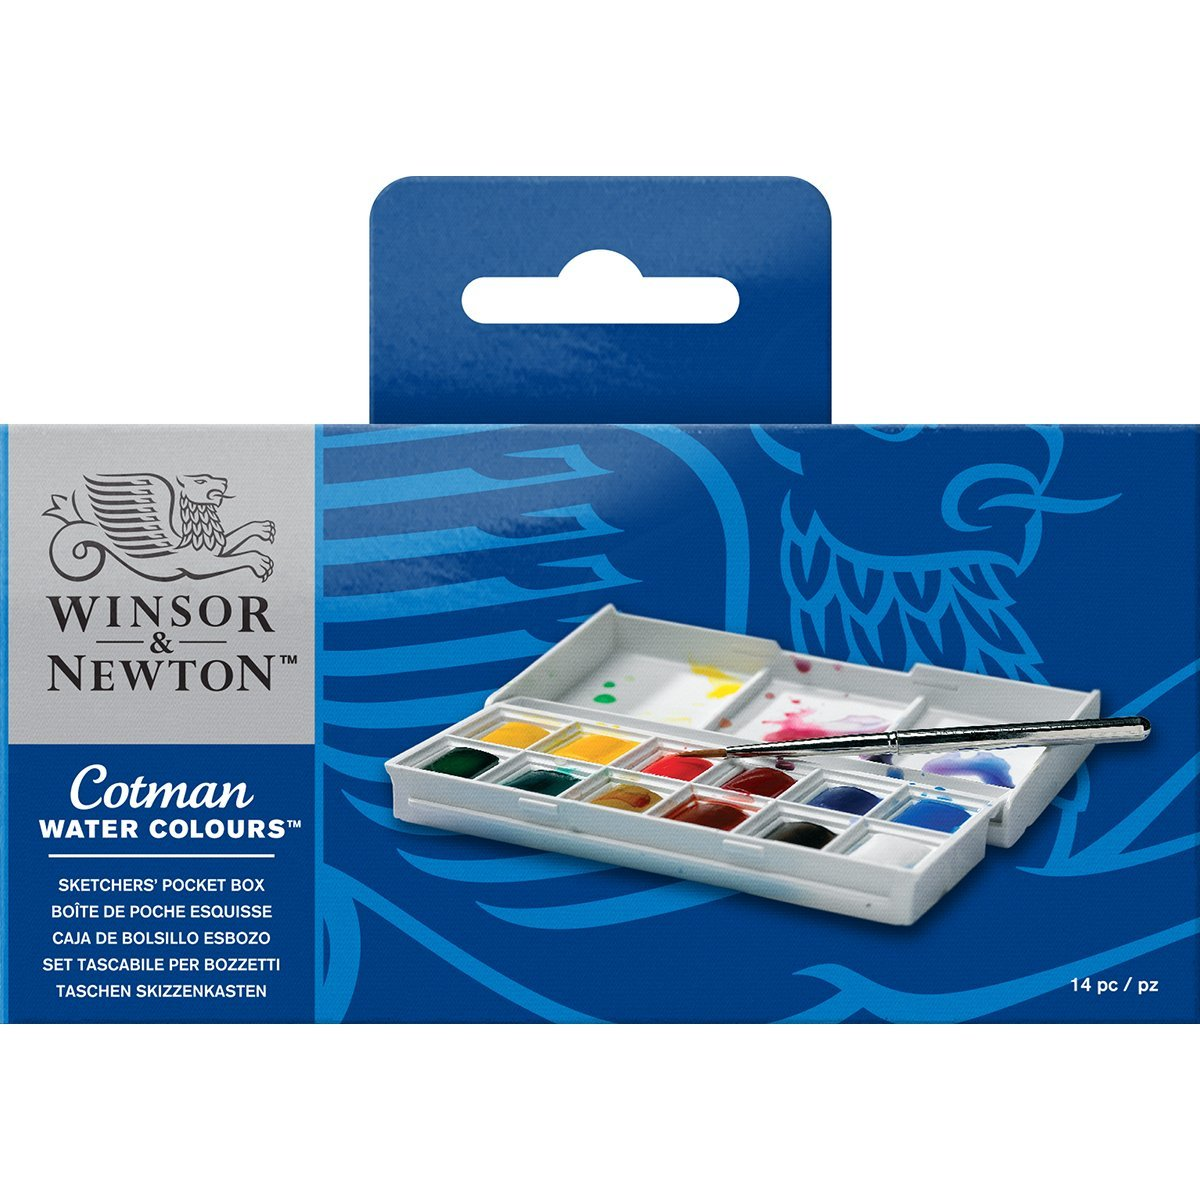 WINSOR
&
NEWTON™
Cotman
WATER COLOURS™
SKETCHERS' POCKET BOX
BOÎTE DE POCHE ESQUISSE
CAJA DE BOLSILLO ESBOZO
SET TASCABILE PER BOZZETTI
TASCHEN SKIZZENKASTEN
14 pc / pz